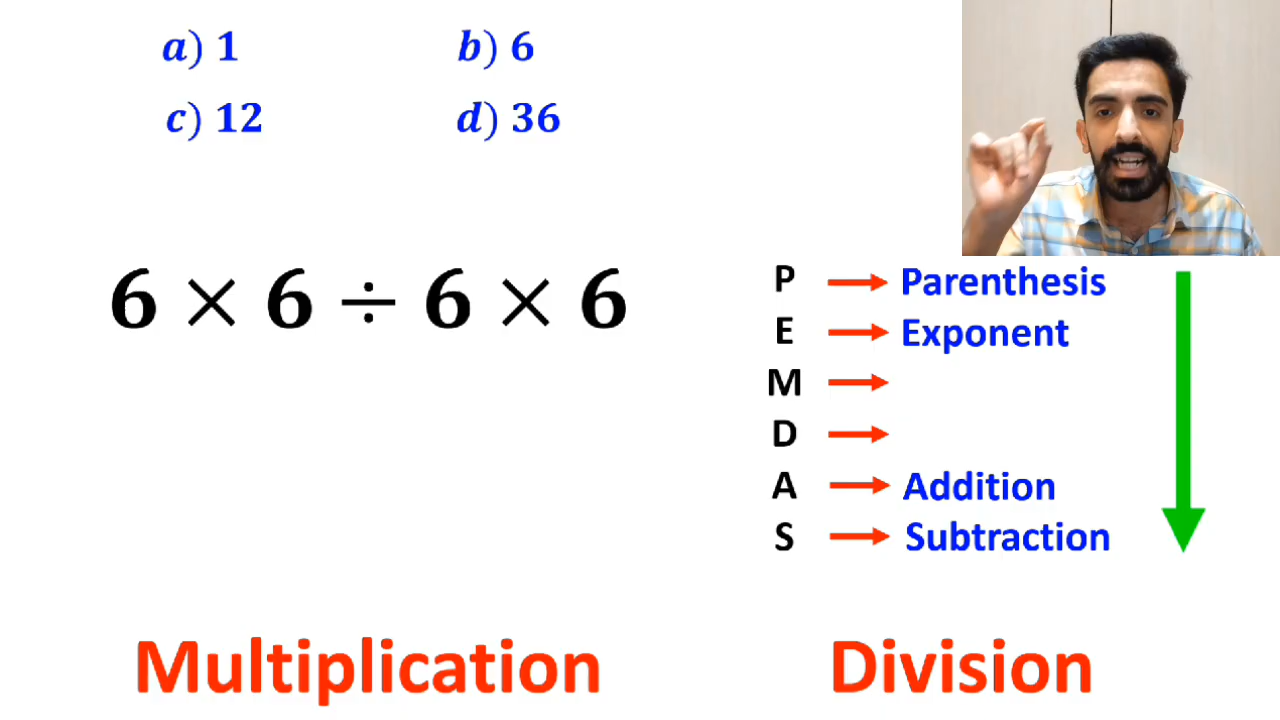 a) 1 b) 6
c) 12 d) 36
6 × 6 ÷ 6 × 6
P → Parenthesis
E → Exponent
M →
D →
A → Addition
S → Subtraction
Multiplication Division